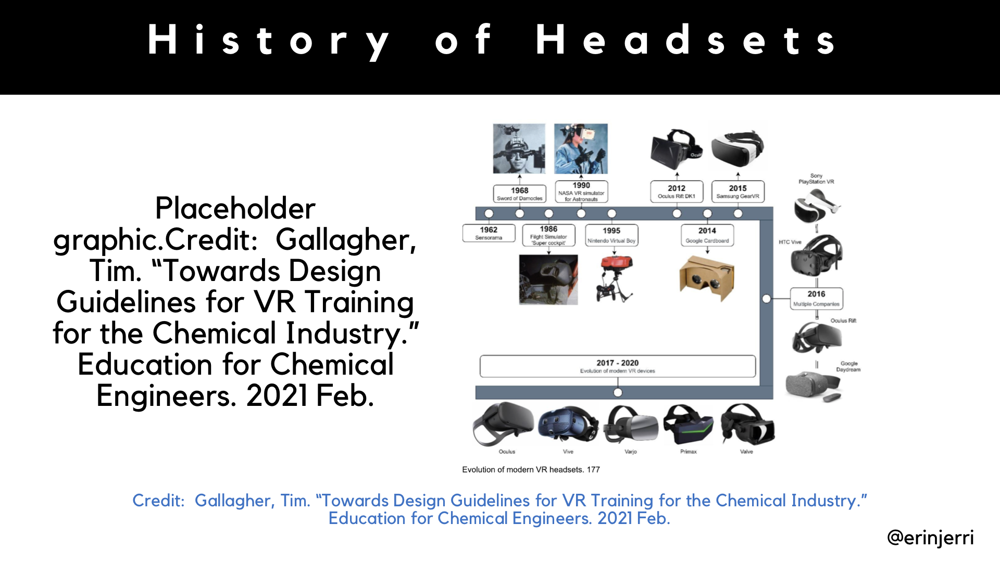 History of Headsets
Placeholder
graphic.Credit:  Gallagher,
Tim. “Towards Design
Guidelines for VR Training
for the Chemical Industry.”
Education for Chemical
Engineers. 2021 Feb.
1968
Sword of Damocles
1990
NASA VR simulator
for Astronauts
2012
Oculus Rift DK1
2015
Samsung GearVR
Oculus
1962
Sensorama
1986
Flight Simulator
'Super cockpit'
1995
Nintendo Virtual Boy
2014
Google Cardboard
Sony
PlayStation VR
HTC Vive
2016
Multiple Companies
Oculus Rift
Google
Daydream
2017 - 2020
Evolution of modern VR devices
Oculus
Vive
Varjo
Primax
Valve
Evolution of modern VR headsets. 177
Credit:  Gallagher, Tim. “Towards Design Guidelines for VR Training for the Chemical Industry.”
Education for Chemical Engineers. 2021 Feb.
@erinjerri